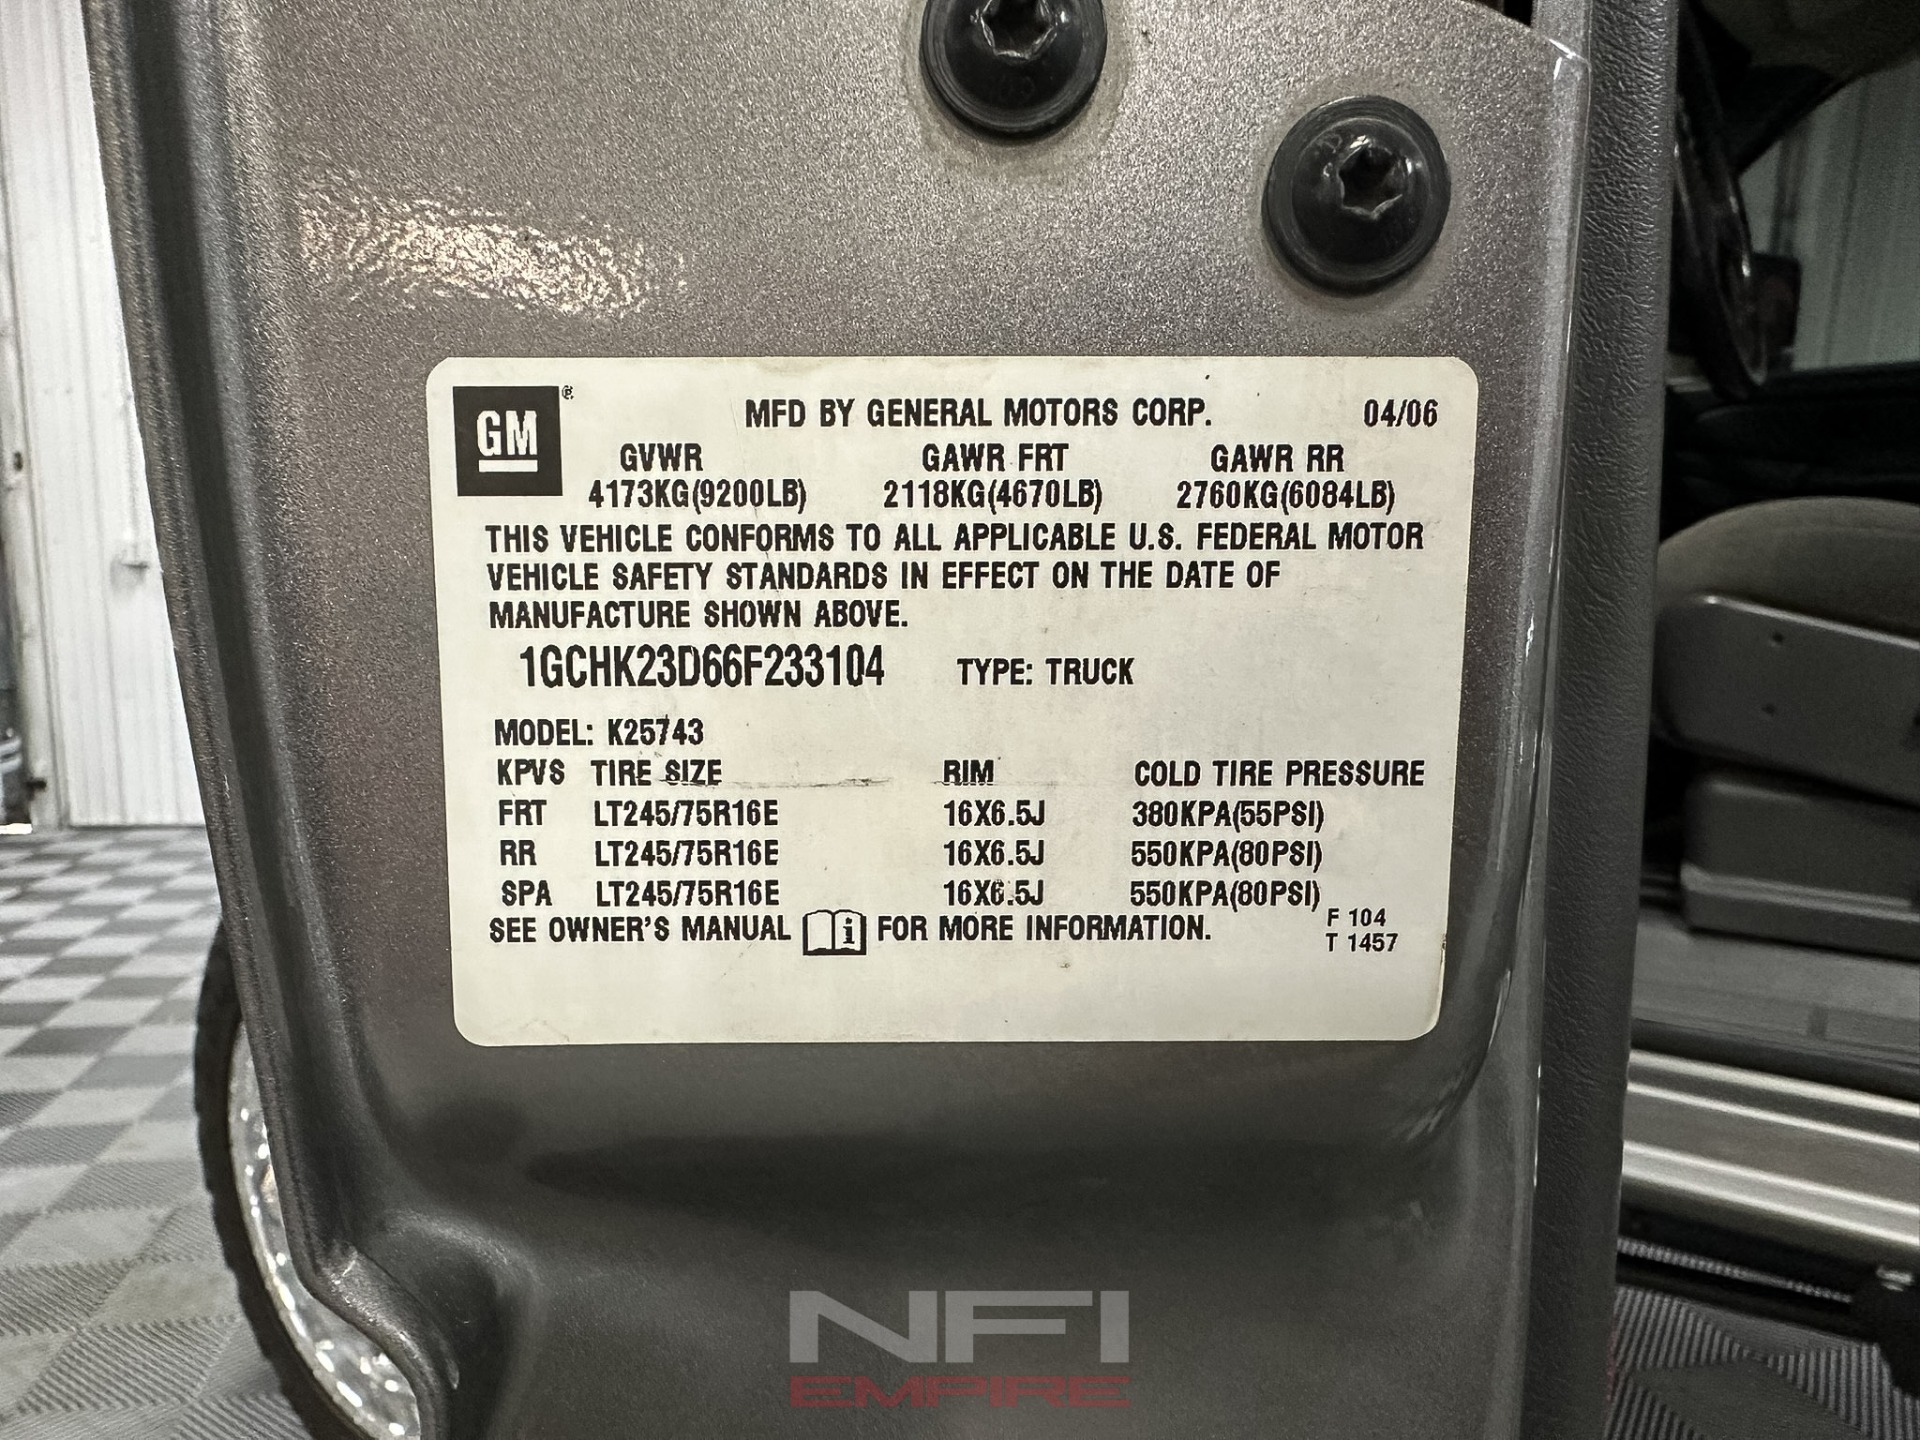 GM®
MFD BY GENERAL MOTORS CORP. 04/06
GVWR GAWR FRT GAWR RR
4173KG(9200LB) 2118KG(4670LB) 2760KG(6084LB)
THIS VEHICLE CONFORMS TO ALL APPLICABLE U.S. FEDERAL MOTOR
VEHICLE SAFETY STANDARDS IN EFFECT ON THE DATE OF
MANUFACTURE SHOWN ABOVE.
1GCHK23D66F233104 TYPE: TRUCK
MODEL: K25743
KPVS TIRE SIZE RIM COLD TIRE PRESSURE
FRT LT245/75R16E 16X6.5J 380KPA(55PSI)
RR LT245/75R16E 16X6.5J 550KPA(80PSI)
SPA LT245/75R16E 16X6.5J 550KPA(80PSI)
SEE OWNER'S MANUAL i FOR MORE INFORMATION.
F 104
T 1457
NFI
EMPIRE